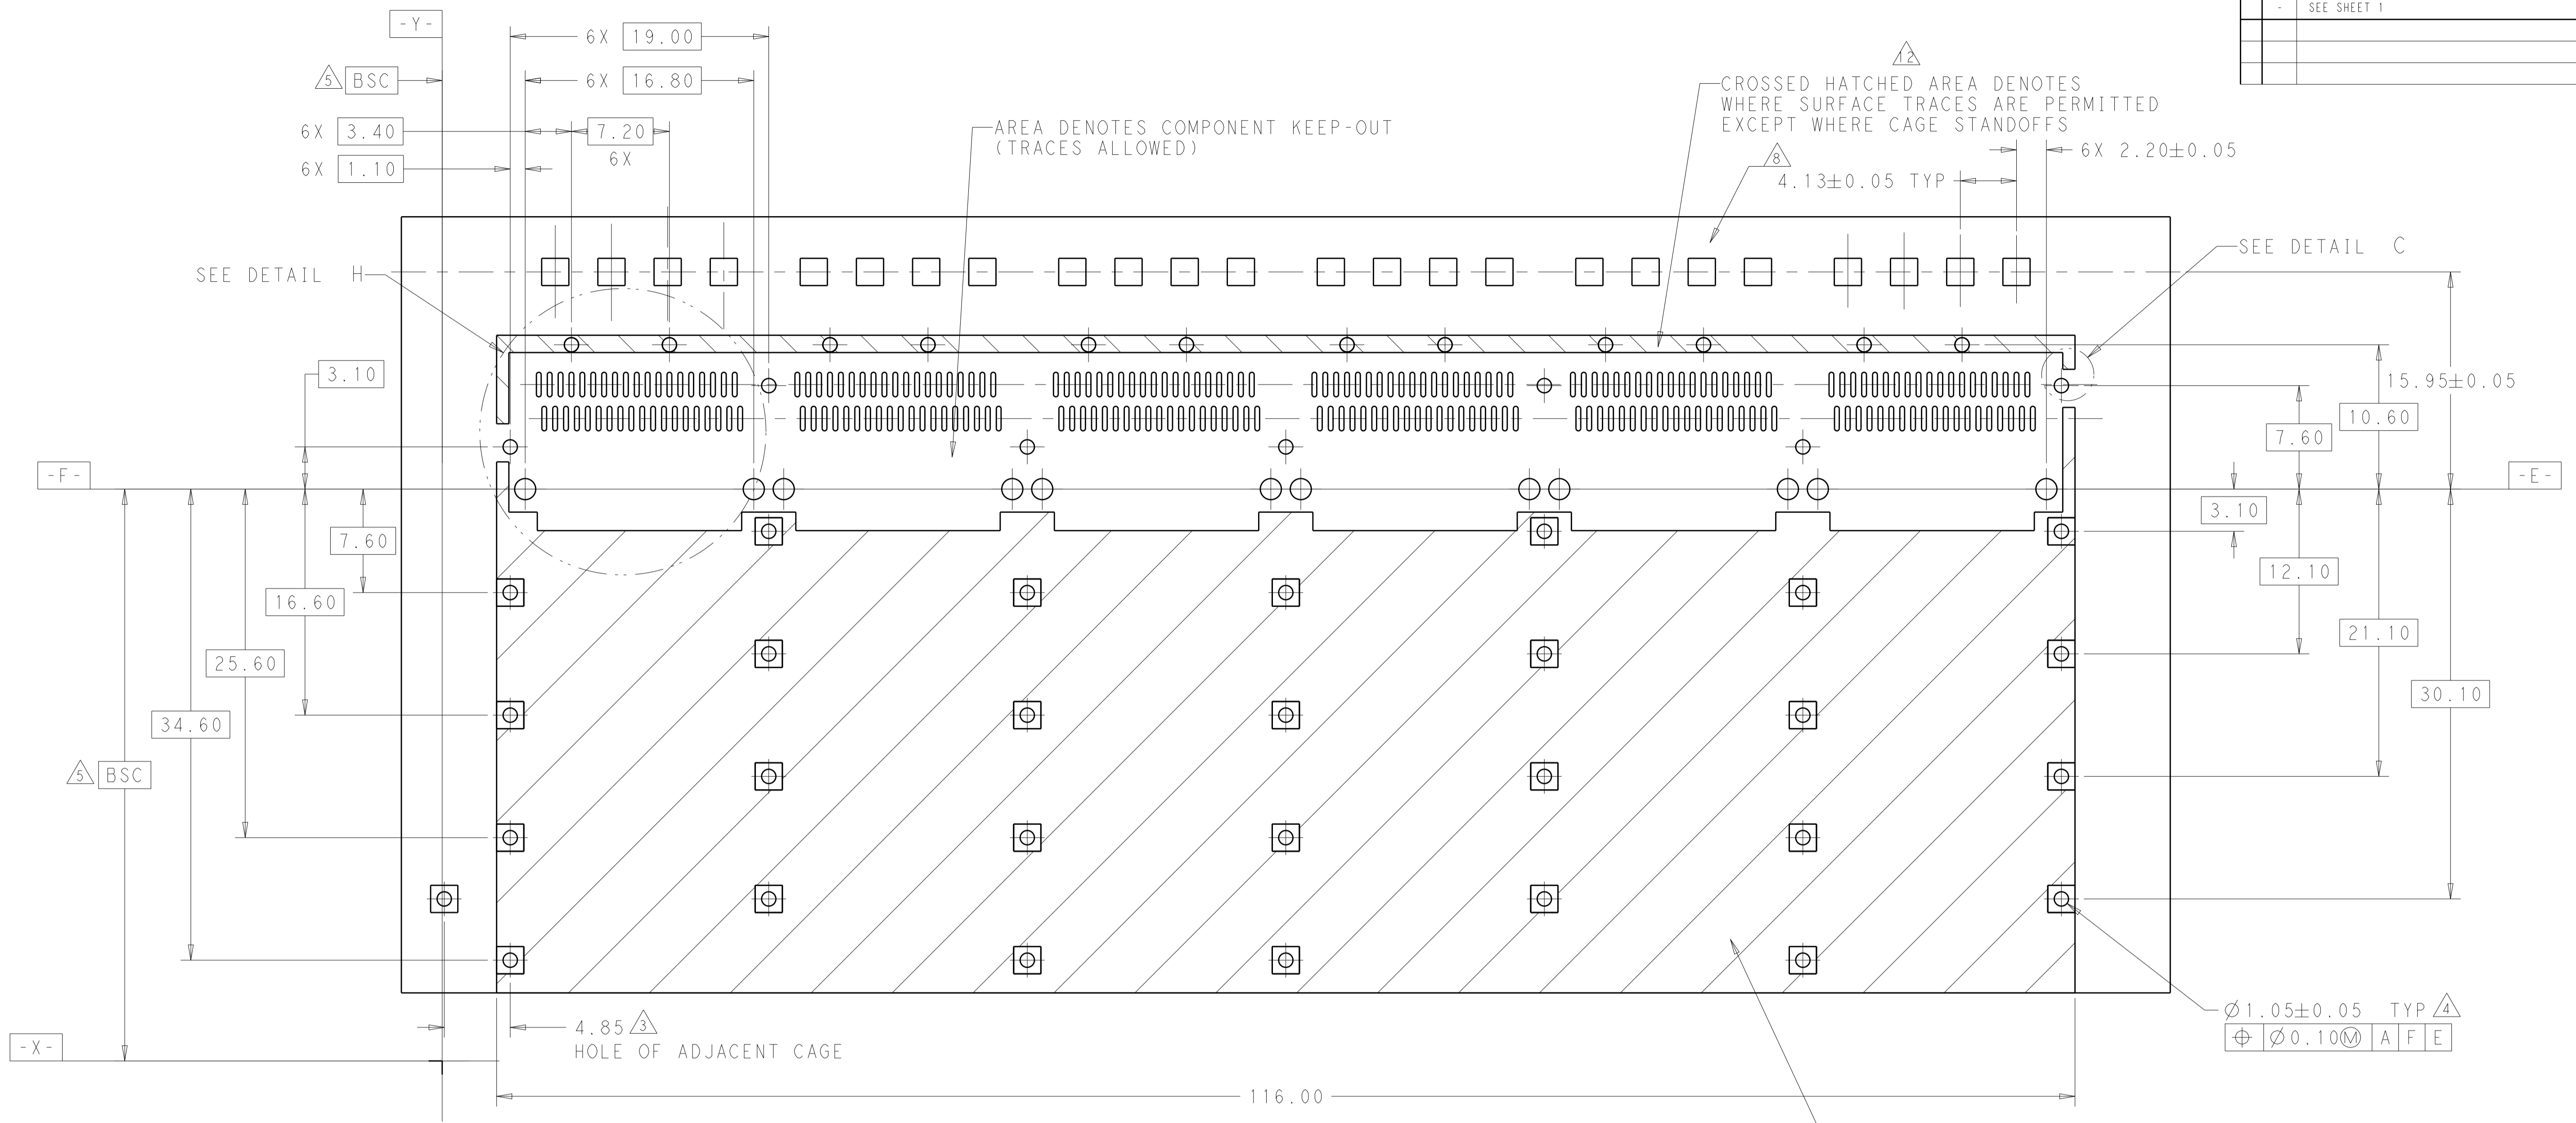 - SEE SHEET 1
-Y-
6X 19.00
5 BSC
6X 16.80
6X 3.40
7.20
6X
6X 1.10
AREA DENOTES COMPONENT KEEP-OUT
(TRACES ALLOWED)
12
CROSSED HATCHED AREA DENOTES
WHERE SURFACE TRACES ARE PERMITTED
EXCEPT WHERE CAGE STANDOFFS
8
4.13±0.05 TYP
6X 2.20±0.05
SEE DETAIL H
SEE DETAIL C
3.10
15.95±0.05
10.60
7.60
-F-
-E-
3.10
7.60
12.10
16.60
21.10
25.60
30.10
34.60
5 BSC
4.85 3
HOLE OF ADJACENT CAGE
-X-
Ø1.05±0.05 TYP 4
⌖ Ø0.10Ⓜ A F E
116.00